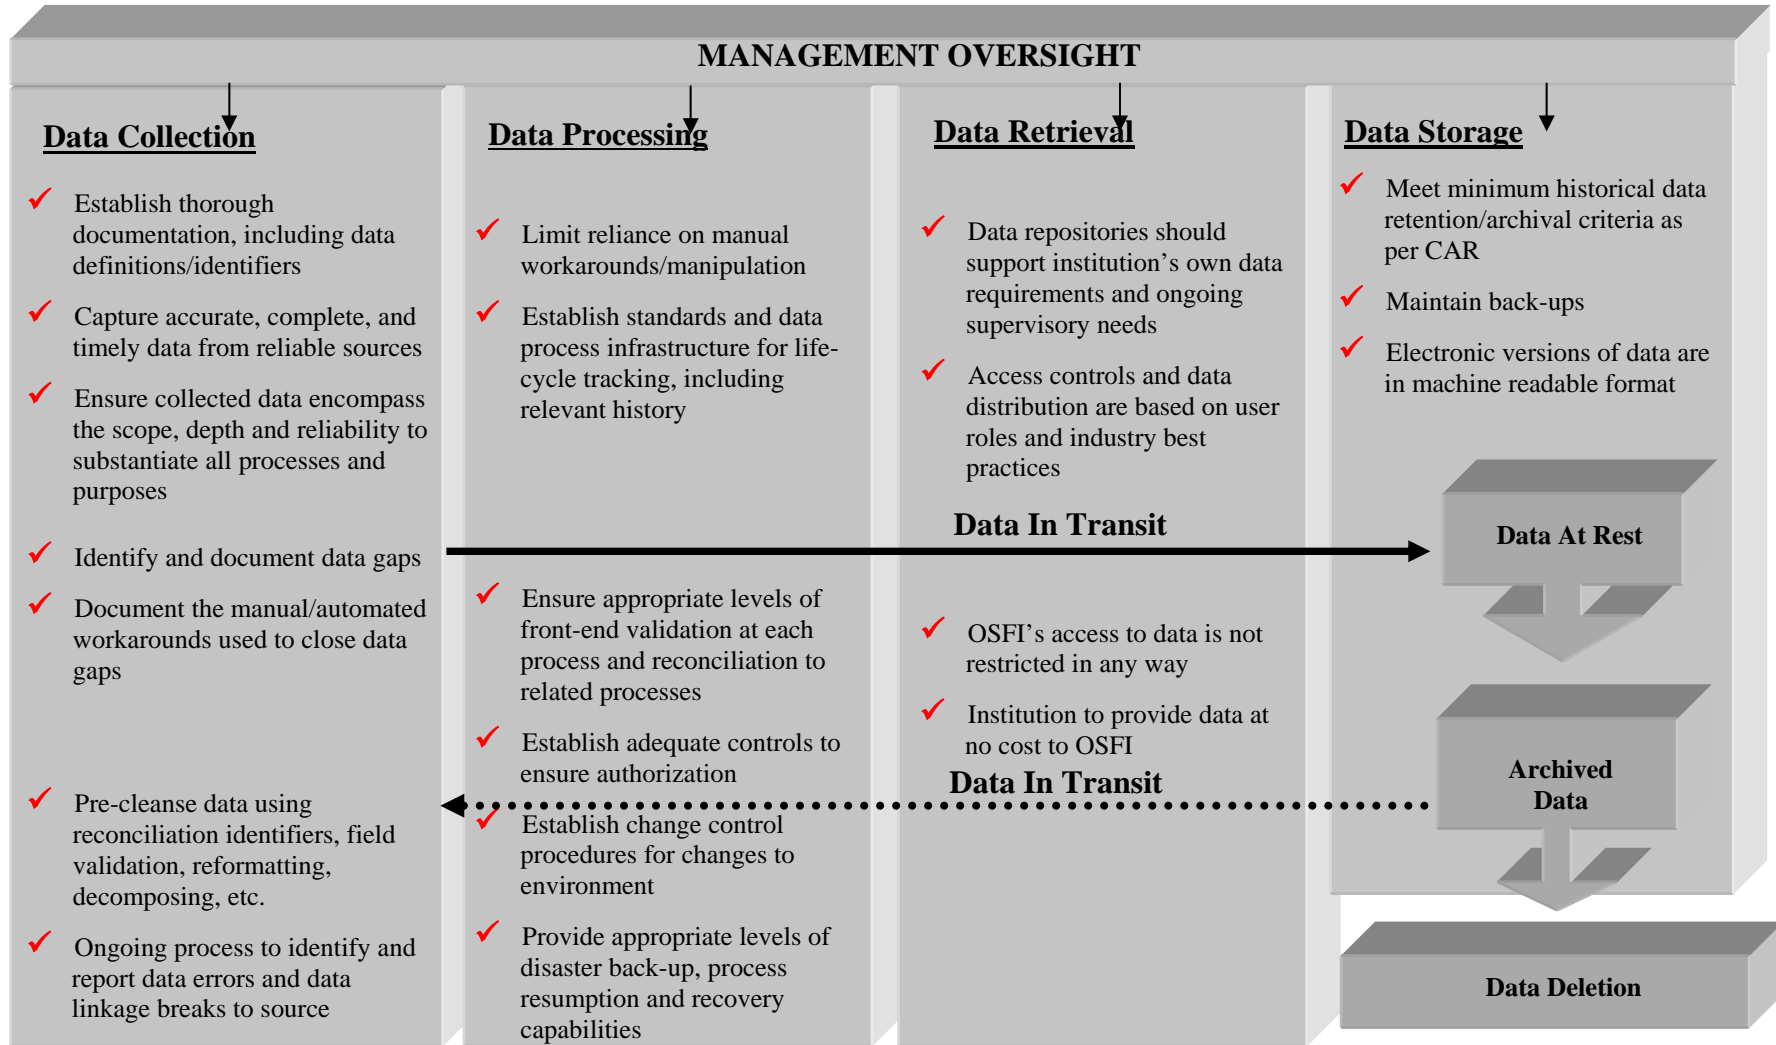 MANAGEMENT OVERSIGHT
Data Collection
Establish thorough
documentation, including data
definitions/identifiers
Capture accurate, complete, and
timely data from reliable sources
Ensure collected data encompass
the scope, depth and reliability to
substantiate all processes and
purposes
Identify and document data gaps
Document the manual/automated
workarounds used to close data
gaps
Pre-cleanse data using
reconciliation identifiers, field
validation, reformatting,
decomposing, etc.
Ongoing process to identify and
report data errors and data
linkage breaks to source
Data Processing
Limit reliance on manual
workarounds/manipulation
Establish standards and data
process infrastructure for life-
cycle tracking, including
relevant history
Ensure appropriate levels of
front-end validation at each
process and reconciliation to
related processes
Establish adequate controls to
ensure authorization
Establish change control
procedures for changes to
environment
Provide appropriate levels of
disaster back-up, process
resumption and recovery
capabilities
Data Retrieval
Data repositories should
support institution’s own data
requirements and ongoing
supervisory needs
Access controls and data
distribution are based on user
roles and industry best
practices
Data In Transit
OSFI’s access to data is not
restricted in any way
Institution to provide data at
no cost to OSFI
Data In Transit
Data Storage
Meet minimum historical data
retention/archival criteria as
per CAR
Maintain back-ups
Electronic versions of data are
in machine readable format
Data At Rest
Archived
Data
Data Deletion